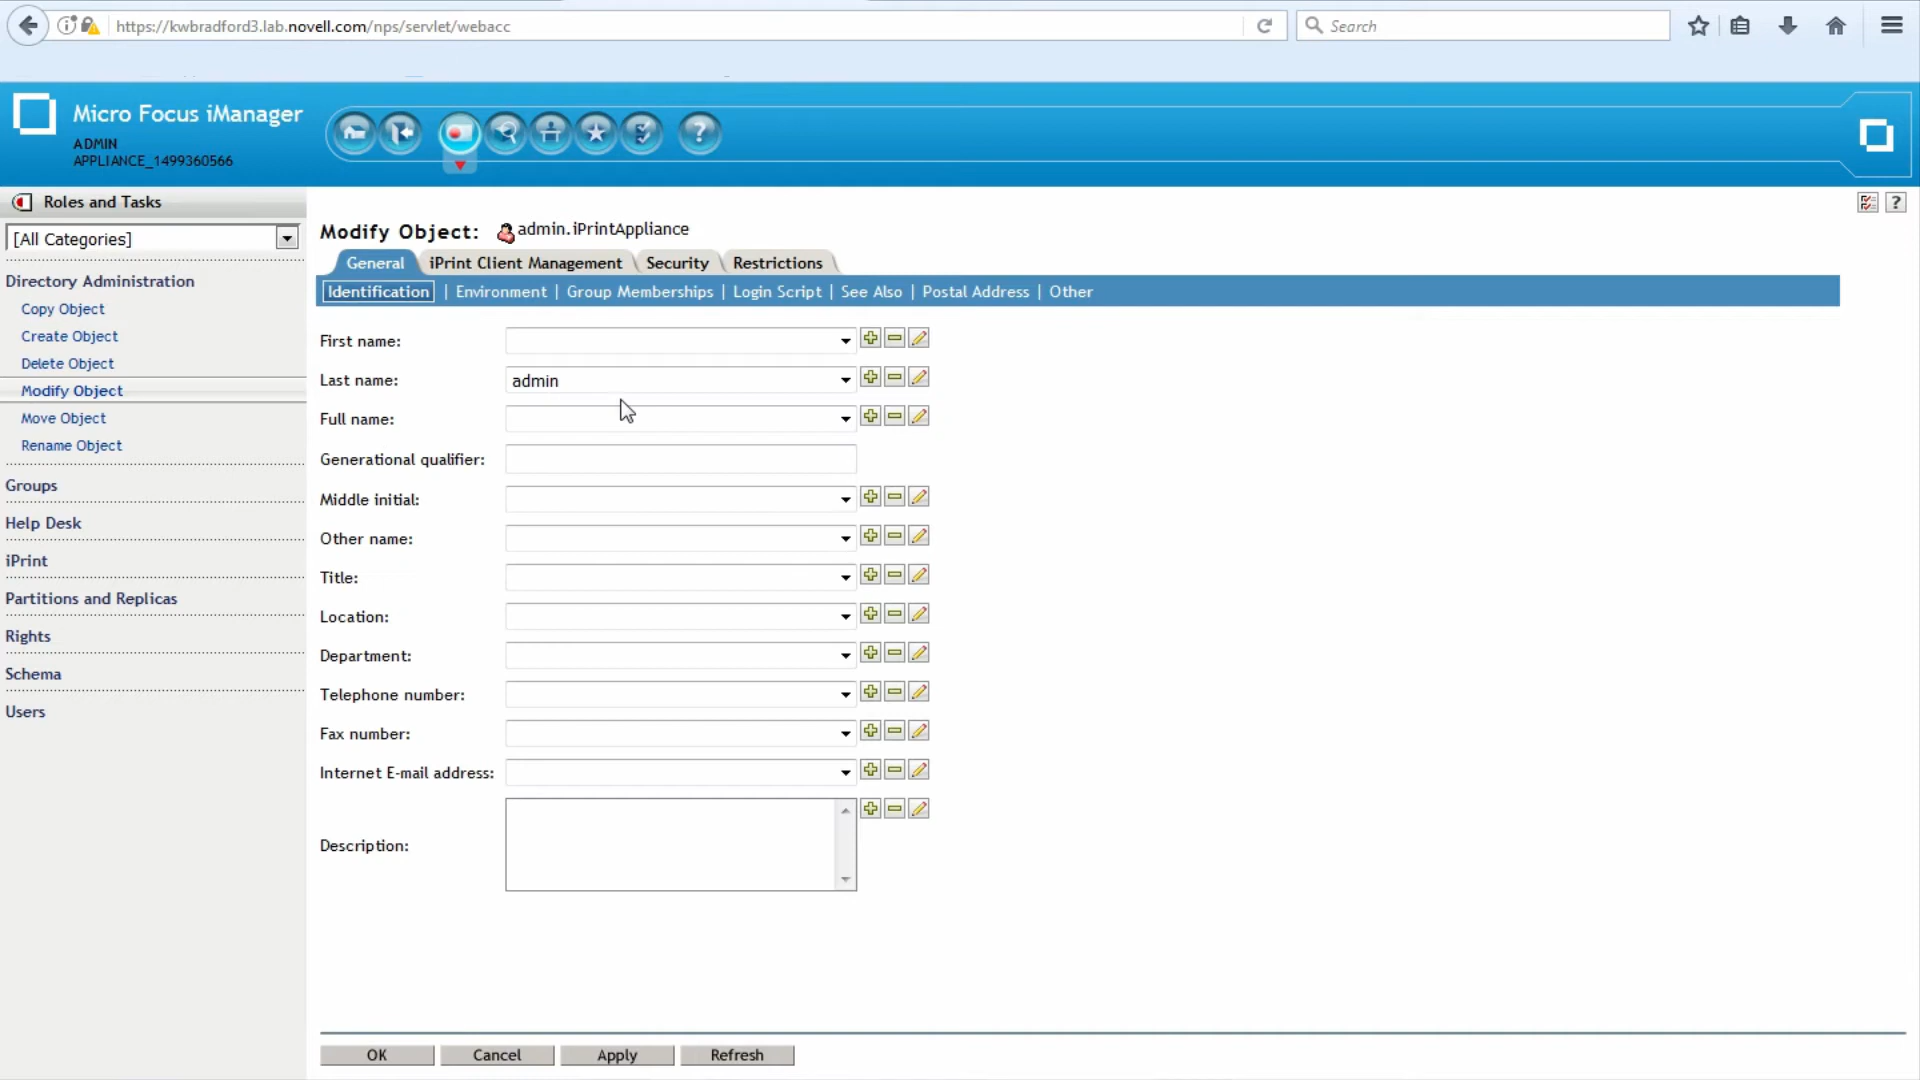 https://kwbradford3.lab.novell.com/nps/servlet/webacc
Search
Micro Focus iManager
ADMIN
APPLIANCE_1499360566
?
Roles and Tasks
[All Categories]
Directory Administration
Copy Object
Create Object
Delete Object
Modify Object
Move Object
Rename Object
Groups
Help Desk
iPrint
Partitions and Replicas
Rights
Schema
Users
?
Modify Object: admin.iPrintAppliance
General iPrint Client Management Security Restrictions
Identification | Environment | Group Memberships | Login Script | See Also | Postal Address | Other
First name:
Last name: admin
Full name:
Generational qualifier:
Middle initial:
Other name:
Title:
Location:
Department:
Telephone number:
Fax number:
Internet E-mail address:
Description:
OK Cancel Apply Refresh